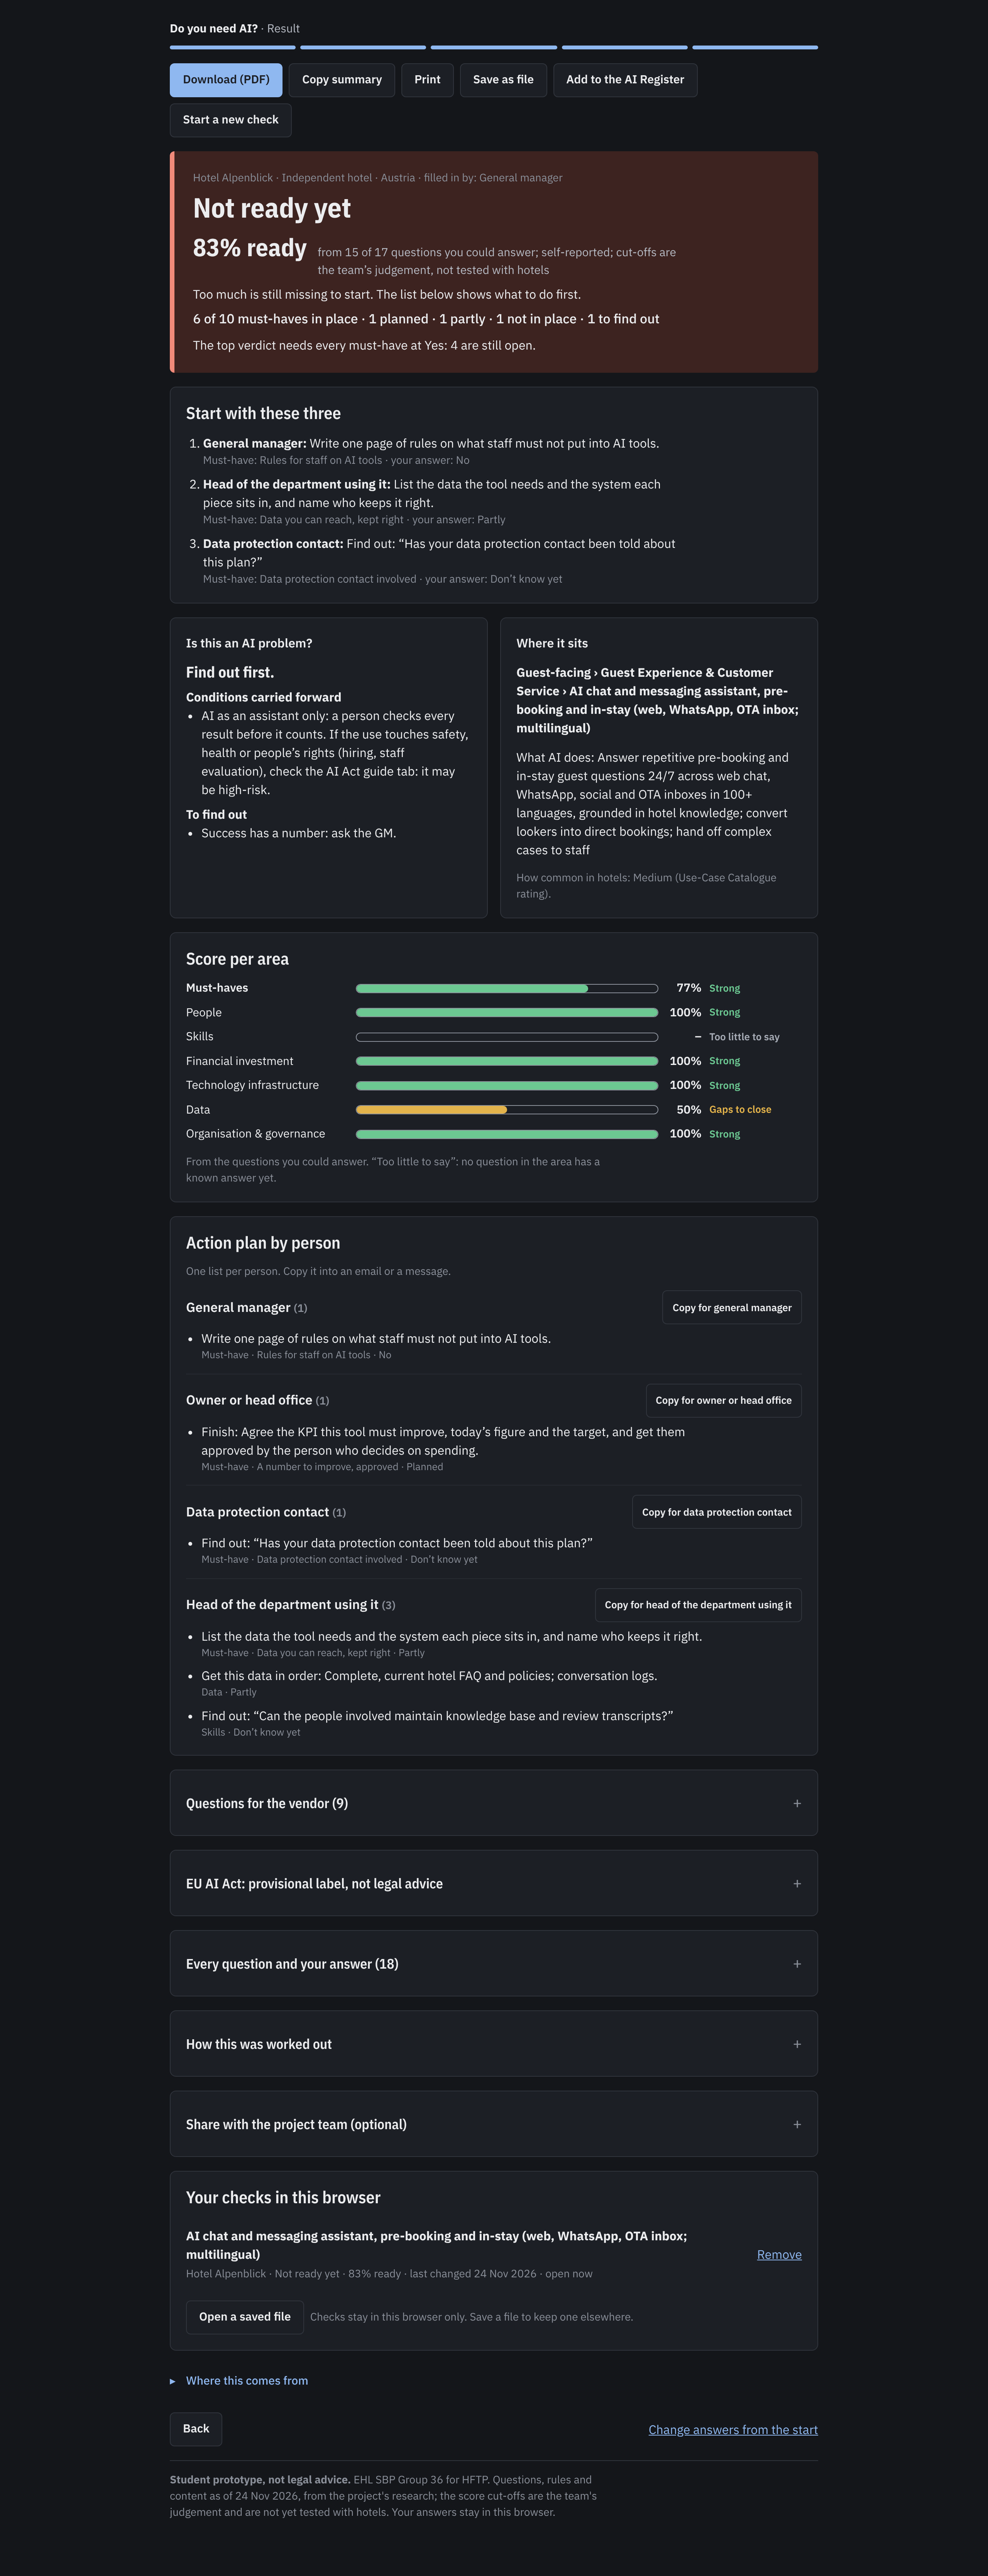 Do you need AI? · Result
Download (PDF)
Copy summary
Print
Save as file
Add to the AI Register
Start a new check
Hotel Alpenblick · Independent hotel · Austria · filled in by: General manager
Not ready yet
83% ready
from 15 of 17 questions you could answer; self-reported; cut-offs are
the team’s judgement, not tested with hotels
Too much is still missing to start. The list below shows what to do first.
6 of 10 must-haves in place · 1 planned · 1 partly · 1 not in place · 1 to find out
The top verdict needs every must-have at Yes: 4 are still open.
Start with these three
1. General manager: Write one page of rules on what staff must not put into AI tools.
Must-have: Rules for staff on AI tools · your answer: No
2. Head of the department using it: List the data the tool needs and the system each
piece sits in, and name who keeps it right.
Must-have: Data you can reach, kept right · your answer: Partly
3. Data protection contact: Find out: “Has your data protection contact been told about
this plan?”
Must-have: Data protection contact involved · your answer: Don’t know yet
Is this an AI problem?
Find out first.
Conditions carried forward
• AI as an assistant only: a person checks every
result before it counts. If the use touches safety,
health or people’s rights (hiring, staff
evaluation), check the AI Act guide tab: it may
be high-risk.
To find out
• Success has a number: ask the GM.
Where it sits
Guest-facing › Guest Experience & Customer
Service › AI chat and messaging assistant, pre-
booking and in-stay (web, WhatsApp, OTA inbox;
multilingual)
What AI does: Answer repetitive pre-booking and
in-stay guest questions 24/7 across web chat,
WhatsApp, social and OTA inboxes in 100+
languages, grounded in hotel knowledge; convert
lookers into direct bookings; hand off complex
cases to staff
How common in hotels: Medium (Use-Case Catalogue
rating).
Score per area
Must-haves 77% Strong
People 100% Strong
Skills – Too little to say
Financial investment 100% Strong
Technology infrastructure 100% Strong
Data 50% Gaps to close
Organisation & governance 100% Strong
From the questions you could answer. “Too little to say”: no question in the area has a
known answer yet.
Action plan by person
One list per person. Copy it into an email or a message.
General manager (1)
Copy for general manager
• Write one page of rules on what staff must not put into AI tools.
Must-have · Rules for staff on AI tools · No
Owner or head office (1)
Copy for owner or head office
• Finish: Agree the KPI this tool must improve, today’s figure and the target, and get them
approved by the person who decides on spending.
Must-have · A number to improve, approved · Planned
Data protection contact (1)
Copy for data protection contact
• Find out: “Has your data protection contact been told about this plan?”
Must-have · Data protection contact involved · Don’t know yet
Head of the department using it (3)
Copy for head of the department using it
• List the data the tool needs and the system each piece sits in, and name who keeps it right.
Must-have · Data you can reach, kept right · Partly
• Get this data in order: Complete, current hotel FAQ and policies; conversation logs.
Data · Partly
• Find out: “Can the people involved maintain knowledge base and review transcripts?”
Skills · Don’t know yet
Questions for the vendor (9) +
EU AI Act: provisional label, not legal advice +
Every question and your answer (18) +
How this was worked out +
Share with the project team (optional) +
Your checks in this browser
AI chat and messaging assistant, pre-booking and in-stay (web, WhatsApp, OTA inbox;
multilingual)
Remove
Hotel Alpenblick · Not ready yet · 83% ready · last changed 24 Nov 2026 · open now
Open a saved file
Checks stay in this browser only. Save a file to keep one elsewhere.
▸ Where this comes from
Back
Change answers from the start
Student prototype, not legal advice. EHL SBP Group 36 for HFTP. Questions, rules and
content as of 24 Nov 2026, from the project's research; the score cut-offs are the team's
judgement and are not yet tested with hotels. Your answers stay in this browser.